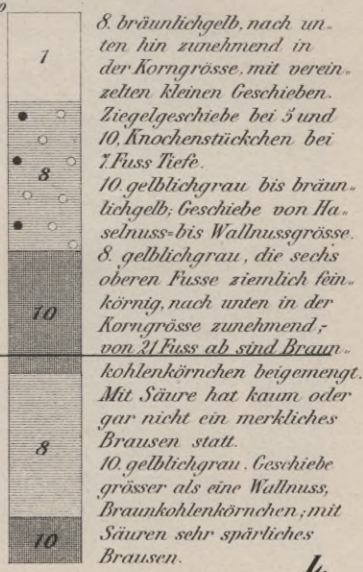 8. bräunlichgelb, nach un-
ten hin zunehmend in
der Korngrösse, mit verein-
zelten kleinen Geschieben.
Ziegelgeschiebe bei 5 und
10, Knochenstückchen bei
7. Fuss Tiefe.
10. gelblichgrau bis bräun-
lichgelb; Geschiebe von Ha-
selnuss= bis Wallnussgrösse.
8. gelblichgrau, die sechs
oberen Fusse ziemlich fein-
körnig, nach unten in der
Korngrösse zunehmend;-
von 21 Fuss ab sind Braun-
kohlenkörnchen beigemengt.
Mit Säure hat kaum oder
gar nicht ein merkliches
Brausen statt.
10. gelblichgrau. Geschiebe
grösser als eine Wallnuss,
Braunkohlenkörnchen; mit
Säuren sehr spärliches
Brausen.
1
8
10
8
10